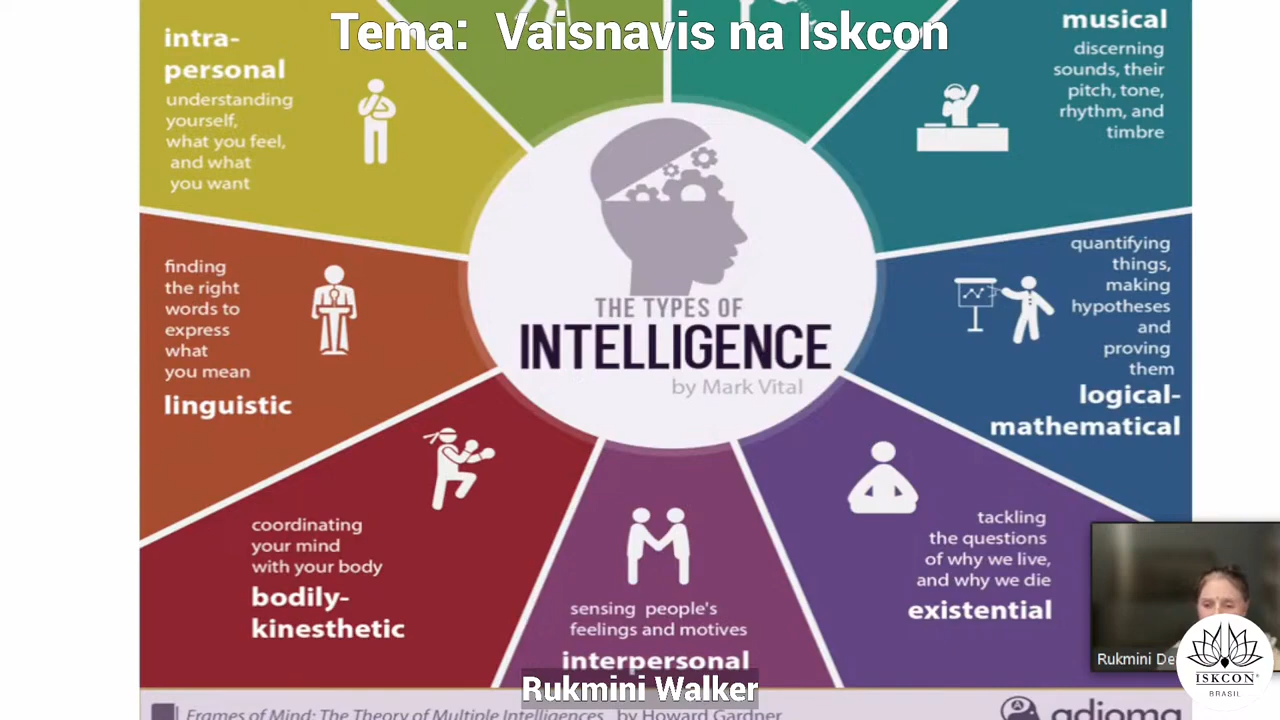 Tema:  Vaisnavis na Iskcon
intra-
personal
understanding
yourself,
what you feel,
and what
you want
musical
discerning
sounds, their
pitch, tone,
rhythm, and
timbre
finding
the right
words to
express
what
you mean
linguistic
THE TYPES OF
INTELLIGENCE
by Mark Vital
quantifying
things,
making
hypotheses
and
proving
them
logical-
mathematical
coordinating
your mind
with your body
bodily-
kinesthetic
sensing people's
feelings and motives
interpersonal
tackling
the questions
of why we live,
and why we die
existential
Rukmini De
ISKCON
BRASIL
Rukmini Walker
Frames of Mind: The Theory of Multiple Intelligences by Howard Gardner
adioma